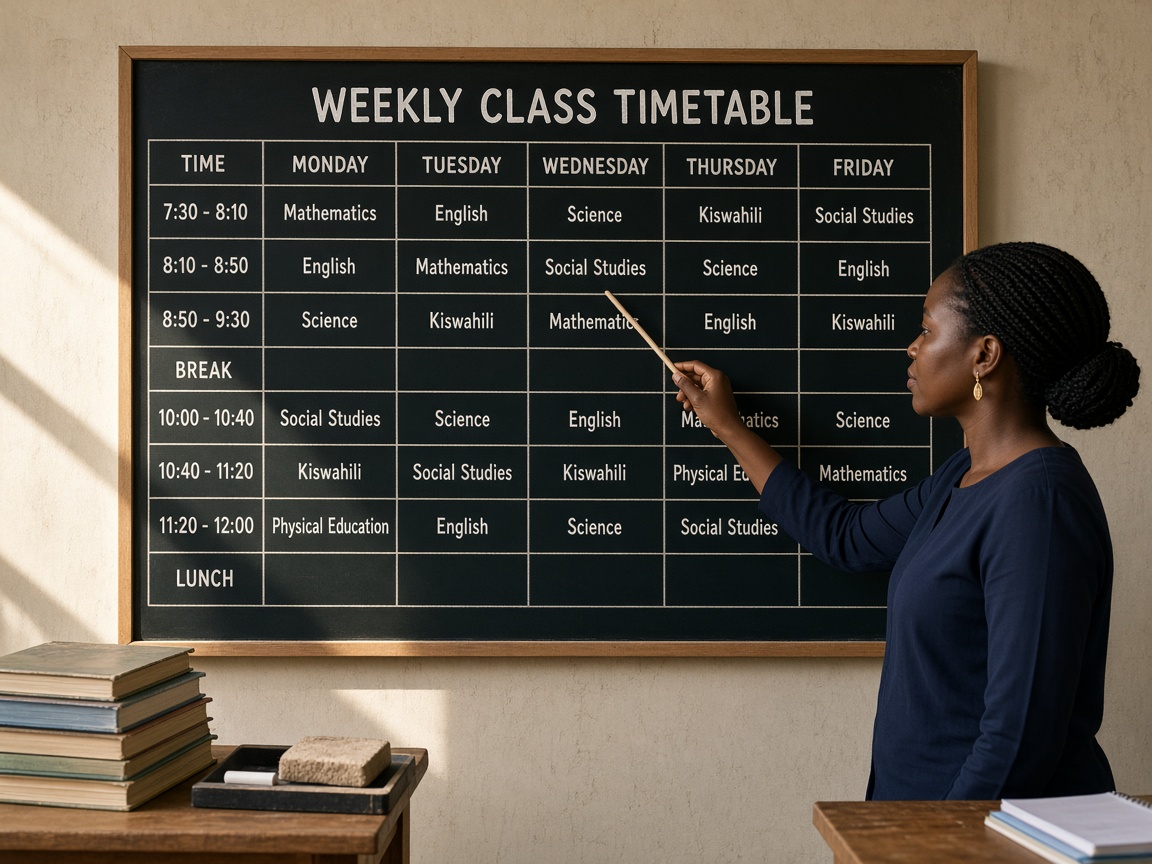 WEEKLY CLASS TIMETABLE
TIME MONDAY TUESDAY WEDNESDAY THURSDAY FRIDAY
7:30 - 8:10 Mathematics English Science Kiswahili Social Studies
8:10 - 8:50 English Mathematics Social Studies Science English
8:50 - 9:30 Science Kiswahili Mathematics English Kiswahili
BREAK
10:00 - 10:40 Social Studies Science English Mathematics Science
10:40 - 11:20 Kiswahili Social Studies Kiswahili Physical Mathematics
11:20 - 12:00 Physical Education English Science Social Studies
LUNCH